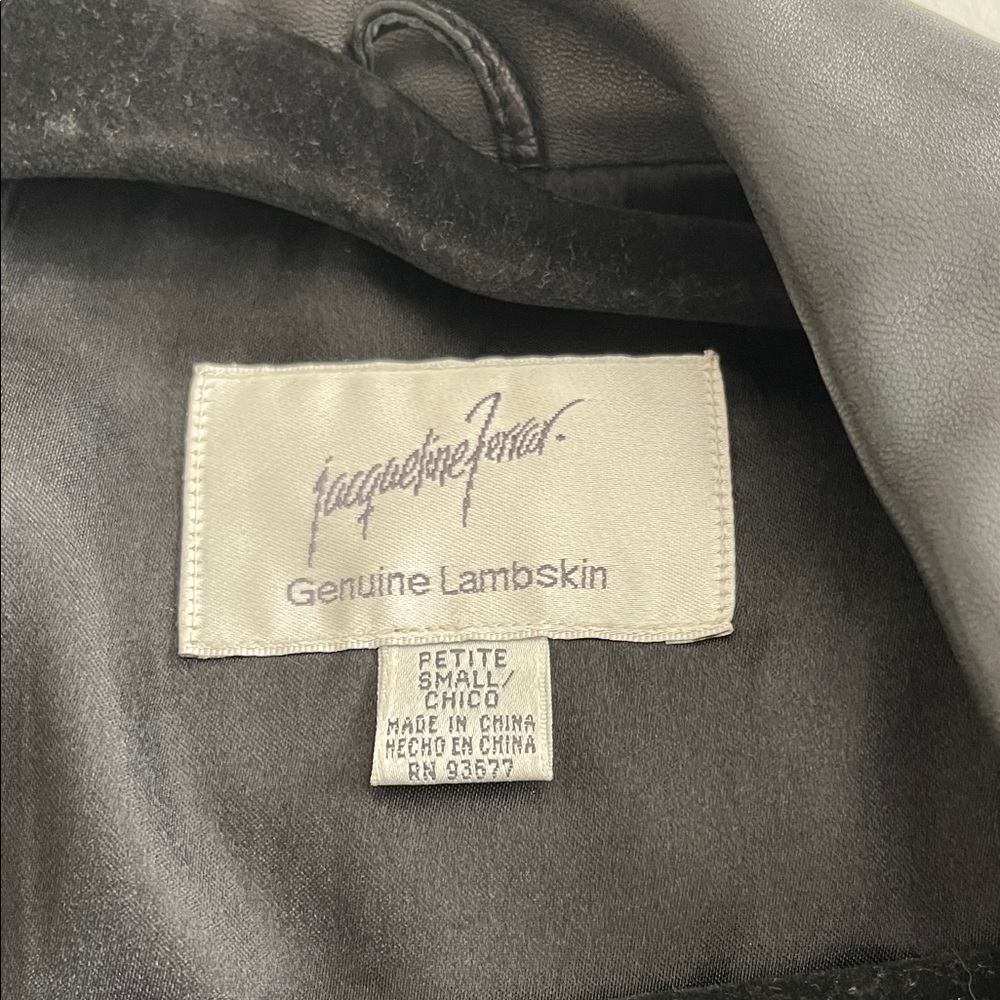 Jacqueline Ferrar.
Genuine Lambskin
PETITE
SMALL/
CHICO
MADE IN CHINA
HECHO EN CHINA
RN 93677